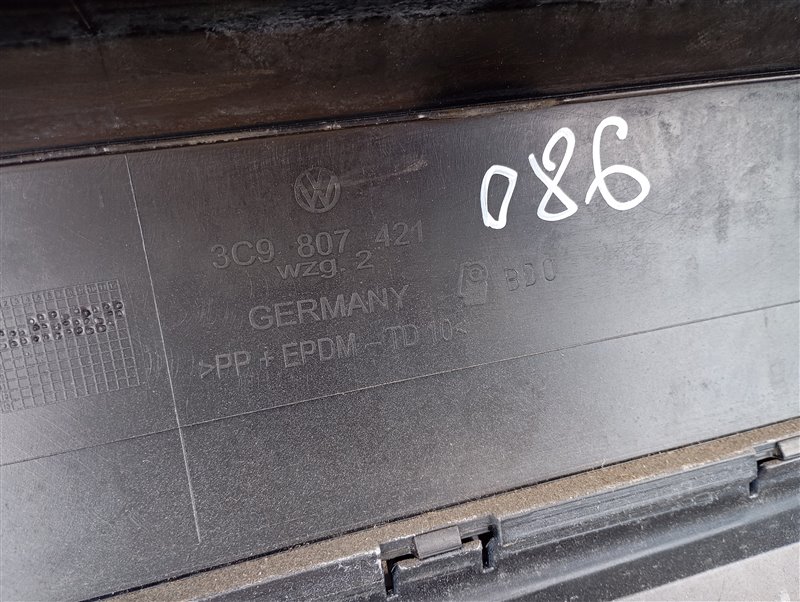 086
3C9 807 421
wzg. 2
GERMANY
BDO
>PP + EPDM - TD 10<